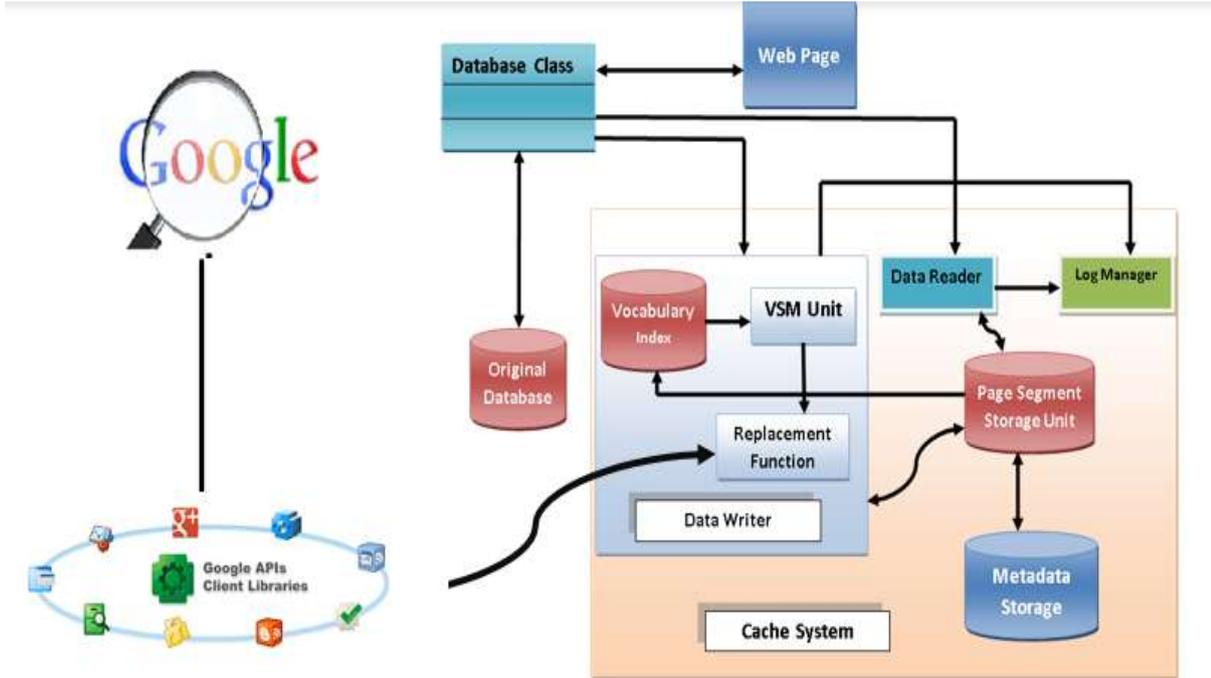 Google
Google APIs
Client Libraries
Database Class
Web Page
Original
Database
Vocabulary
Index
VSM Unit
Replacement
Function
Data Writer
Data Reader
Log Manager
Page Segment
Storage Unit
Metadata
Storage
Cache System
g+